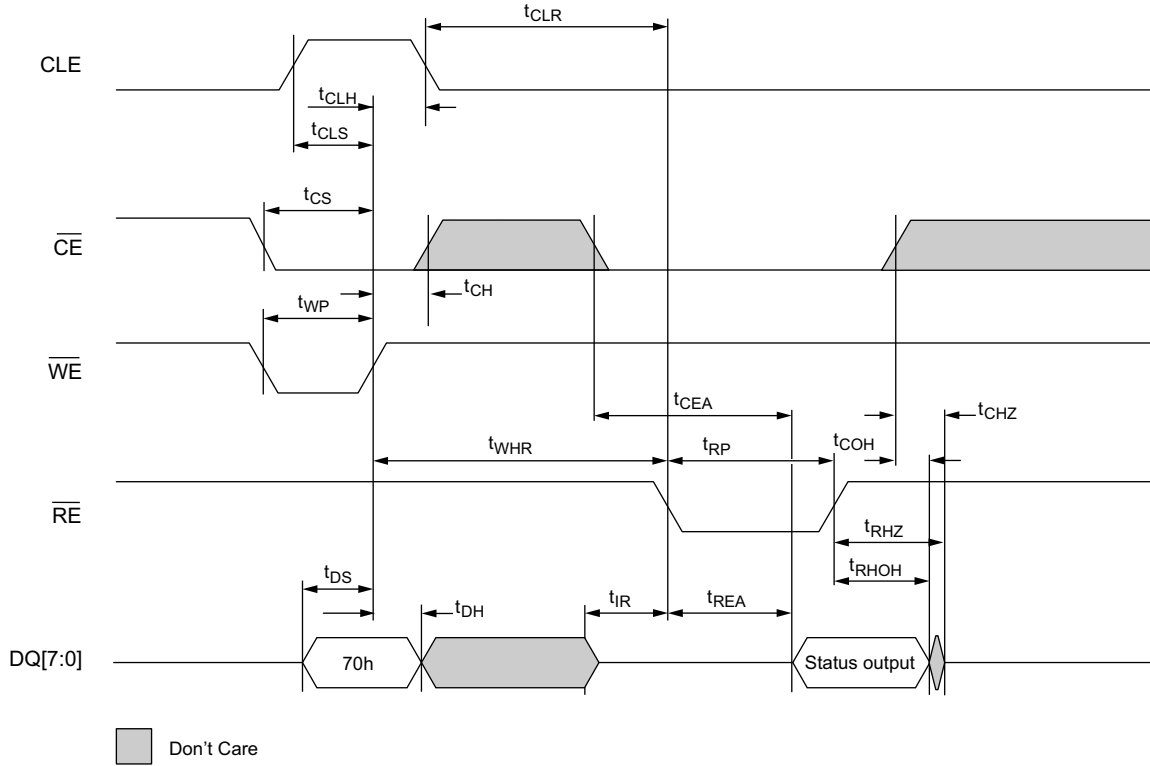 tCLR
CLE
tCLH
tCLS
tCS
CE
tCH
tWP
WE
tCEA
tCHZ
tWHR
tRP
tCOH
RE
tRHZ
tDS
tRHOH
tDH
tIR
tREA
DQ[7:0]
70h
Status output
Don't Care